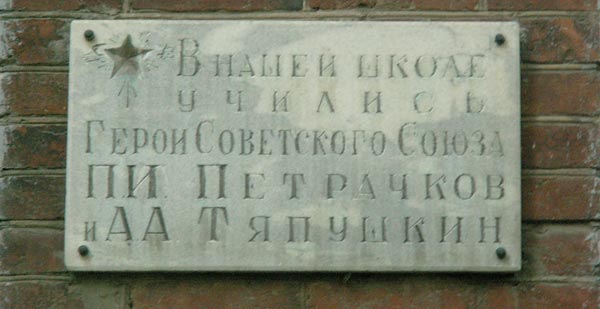 В НАШЕЙ ШКОЛЕ
УЧИЛИСЬ
ГЕРОИ СОВЕТСКОГО СОЮЗА
П И ПЕТРАЧКОВ
И А А ТЯПУШКИН